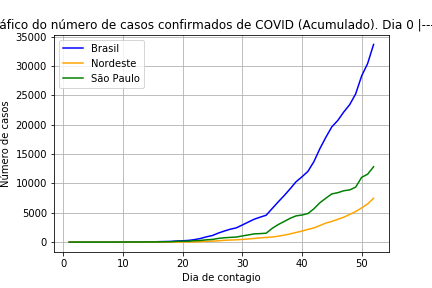 áfico do número de casos confirmados de COVID (Acumulado). Dia 0 |--
Brasil
Nordeste
São Paulo
Número de casos
35000
30000
25000
20000
15000
10000
5000
0
0 10 20 30 40 50
Dia de contagio